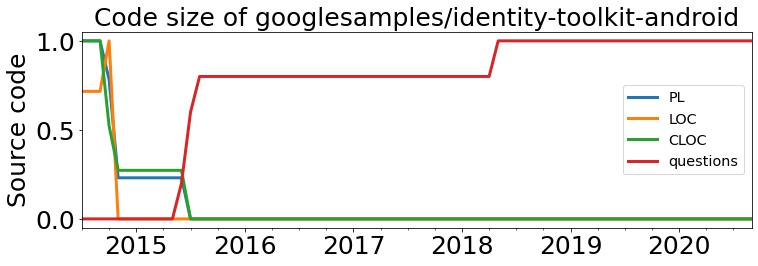 Code size of googlesamples/identity-toolkit-android
Source code
1.0
0.5
0.0
PL
LOC
CLOC
questions
2015 2016 2017 2018 2019 2020